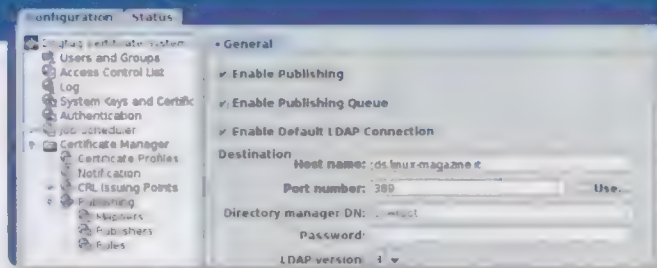 Configuration Status
Users and Groups
Access Control List
Log
System Keys and Certific
Authentication
Job Scheduler
Certificate Manager
Certificate Profiles
Notification
CRL Issuing Points
Publishing
Mappers
Publishers
Rules
General
Enable Publishing
Enable Publishing Queue
Enable Default LDAP Connection
Destination
Host name:
Port number: 389 Use..
Directory manager DN:
Password:
LDAP version: 3